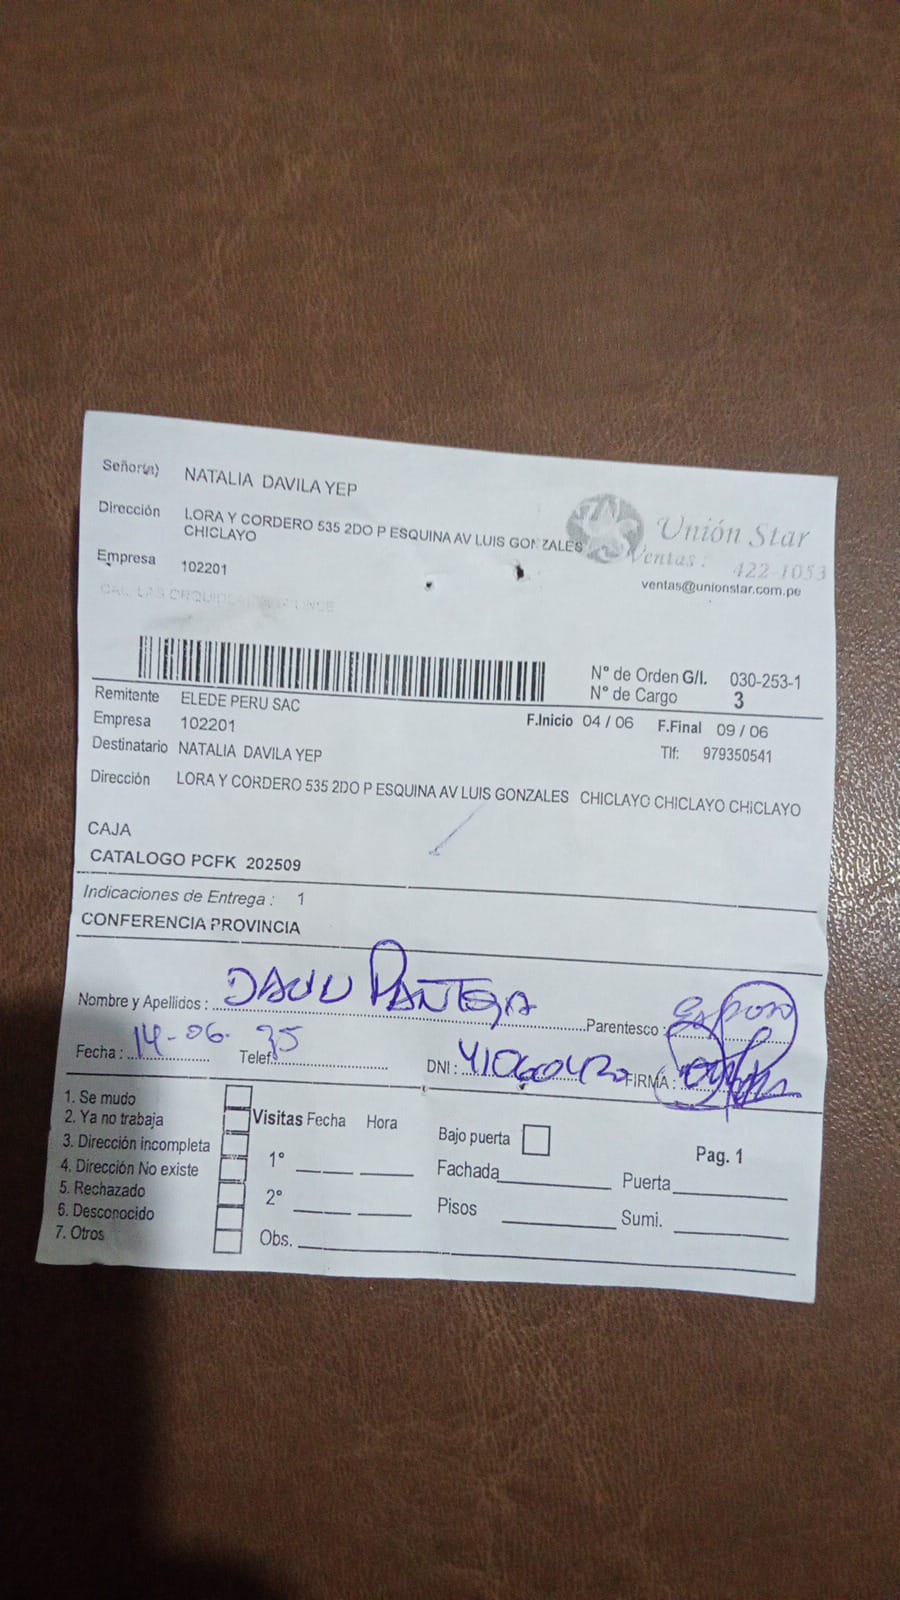 Señor(a) NATALIA DAVILA YEP
Dirección LORA Y CORDERO 535 2DO P ESQUINA AV LUIS GONZALES
CHICLAYO
Empresa 102201
Unión Star
Ventas : 422-1053
ventas@unionstar.com.pe
N° de Orden G/I. 030-253-1
N° de Cargo 3
Remitente ELEDE PERU SAC
Empresa 102201
F.Inicio 04 / 06 F.Final 09 / 06
Destinatario NATALIA DAVILA YEP
Tlf: 979350541
Dirección LORA Y CORDERO 535 2DO P ESQUINA AV LUIS GONZALES CHICLAYO CHICLAYO CHICLAYO
CAJA
CATALOGO PCFK 202509
Indicaciones de Entrega : 1
CONFERENCIA PROVINCIA
Nombre y Apellidos : Parentesco : Esposo
Fecha : 14-06. Telef. DNI : FIRMA :
1. Se mudo
2. Ya no trabaja
3. Dirección incompleta
4. Dirección No existe
5. Rechazado
6. Desconocido
7. Otros
Visitas Fecha Hora
1°
2°
Obs.
Bajo puerta
Fachada
Pisos
Pag. 1
Puerta
Sumi.